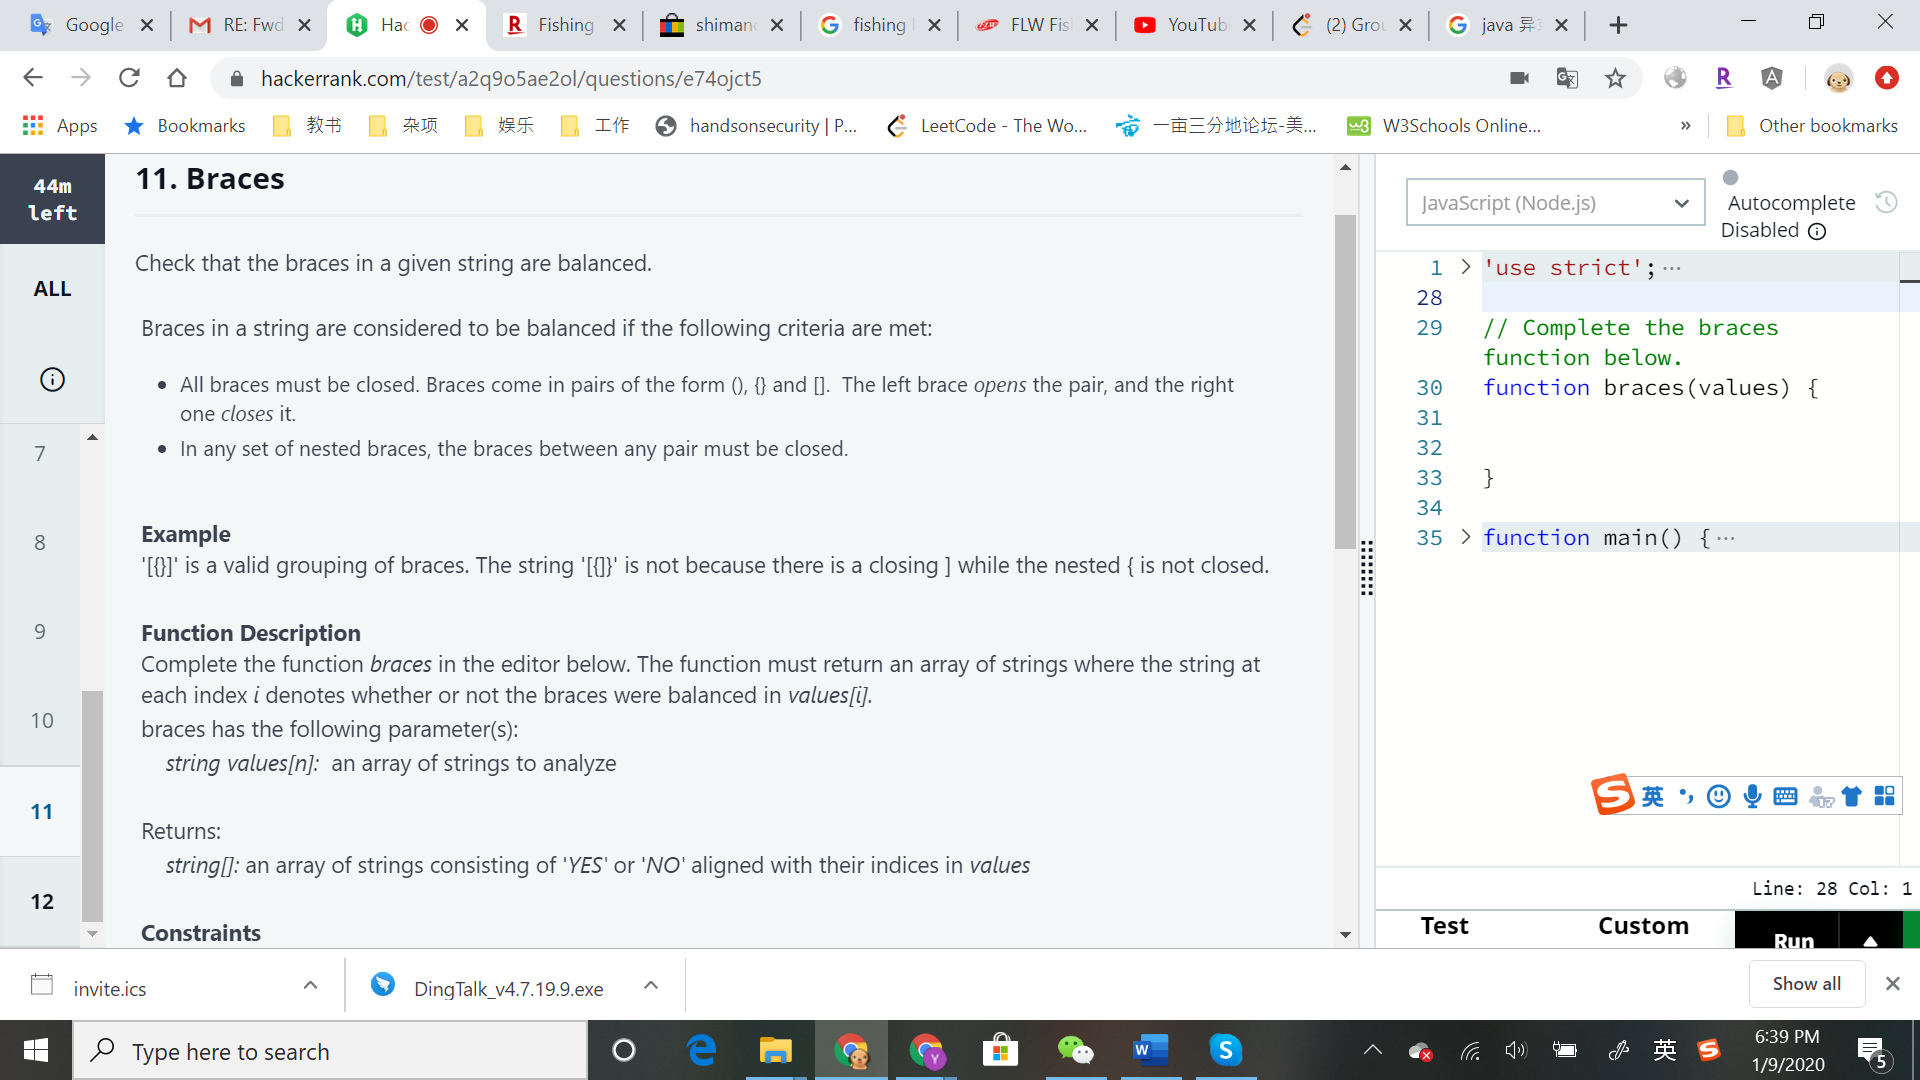 Google
RE: Fwd
Hac
Fishing
shimano
fishing
FLW Fis
YouTub
(2) Grou
java 异
hackerrank.com/test/a2q9o5ae2ol/questions/e74ojct5
Apps
Bookmarks
教书
杂项
娱乐
工作
handsonsecurity | P...
LeetCode - The Wo...
一亩三分地论坛-美...
W3Schools Online...
»
Other bookmarks
44m
left
ALL
7
8
9
10
11
12
11. Braces
Check that the braces in a given string are balanced.
Braces in a string are considered to be balanced if the following criteria are met:
• All braces must be closed. Braces come in pairs of the form (), {} and []. The left brace opens the pair, and the right
one closes it.
• In any set of nested braces, the braces between any pair must be closed.
Example
'[{}]' is a valid grouping of braces. The string '[{]}' is not because there is a closing ] while the nested { is not closed.
Function Description
Complete the function braces in the editor below. The function must return an array of strings where the string at
each index i denotes whether or not the braces were balanced in values[i].
braces has the following parameter(s):
string values[n]: an array of strings to analyze
Returns:
string[]: an array of strings consisting of 'YES' or 'NO' aligned with their indices in values
Constraints
JavaScript (Node.js)
Autocomplete
Disabled
1 'use strict';···
28
29 // Complete the braces
function below.
30 function braces(values) {
31
32
33 }
34
35 function main() {···
英
Line: 28 Col: 1
Test
Custom
Run
invite.ics
DingTalk_v4.7.19.9.exe
Show all
Type here to search
英
6:39 PM
1/9/2020
5